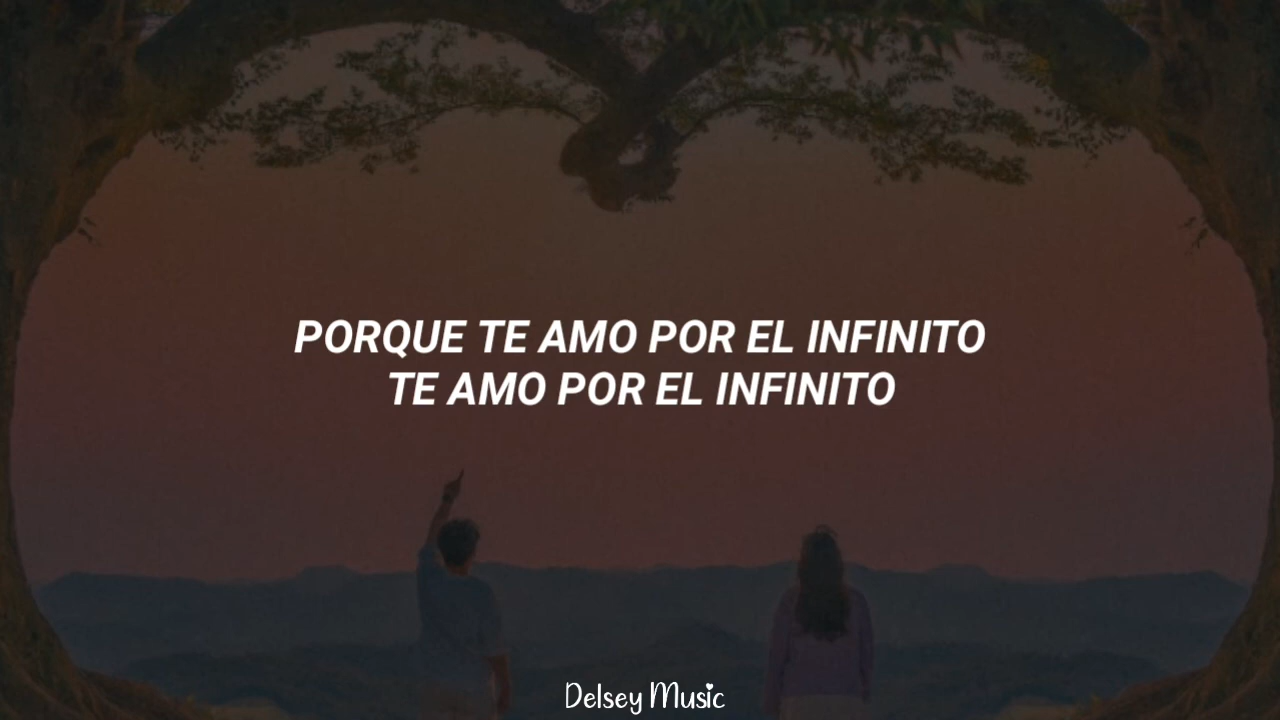 PORQUE TE AMO POR EL INFINITO
TE AMO POR EL INFINITO
Delsey Music